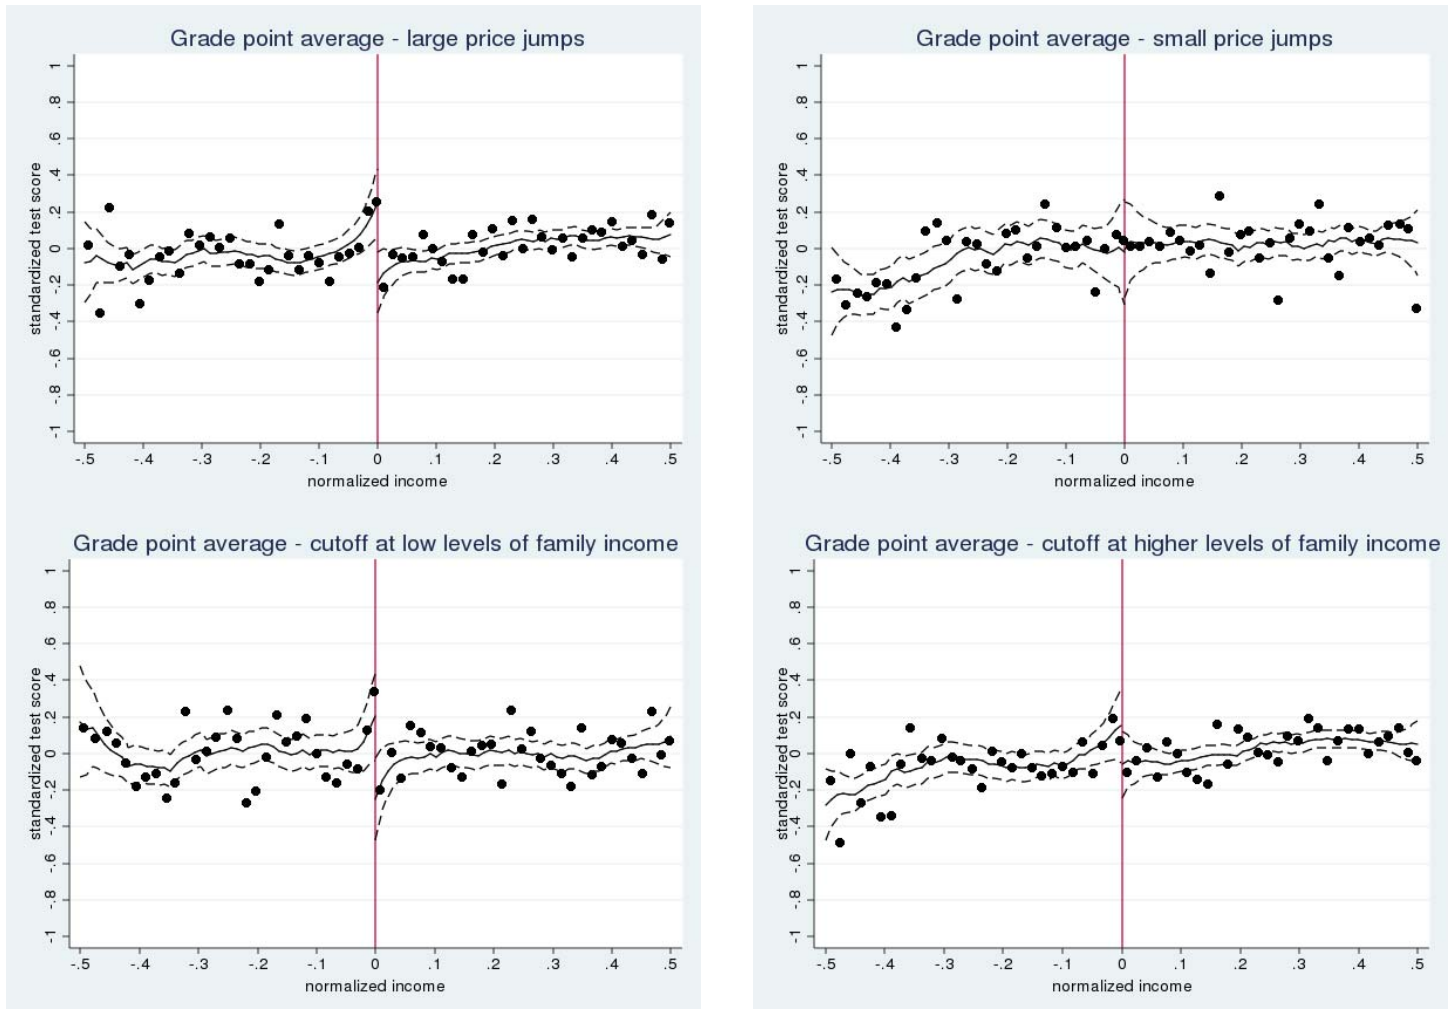 Grade point average - large price jumps
standardized test score
1
.8
.6
.4
.2
0
-.2
-.4
-.6
-.8
-1
-.5 -.4 -.3 -.2 -.1 0 .1 .2 .3 .4 .5
normalized income
Grade point average - small price jumps
standardized test score
1
.8
.6
.4
.2
0
-.2
-.4
-.6
-.8
-1
-.5 -.4 -.3 -.2 -.1 0 .1 .2 .3 .4 .5
normalized income
Grade point average - cutoff at low levels of family income
standardized test score
1
.8
.6
.4
.2
0
-.2
-.4
-.6
-.8
-1
-.5 -.4 -.3 -.2 -.1 0 .1 .2 .3 .4 .5
normalized income
Grade point average - cutoff at higher levels of family income
standardized test score
1
.8
.6
.4
.2
0
-.2
-.4
-.6
-.8
-1
-.5 -.4 -.3 -.2 -.1 0 .1 .2 .3 .4 .5
normalized income